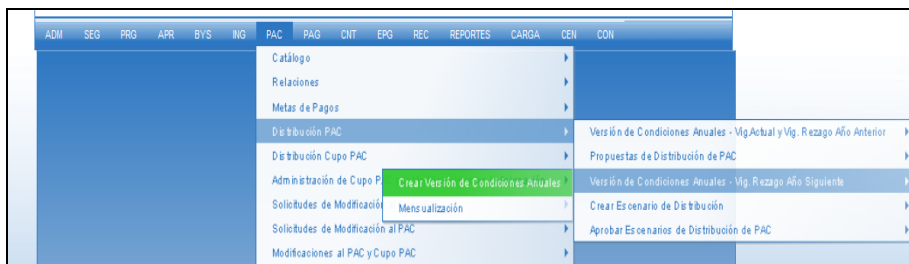 ADM SEG PRG APR BYS ING PAC PAG CNT EPG REC REPORTES CARGA CEN CON
Catálogo
Relaciones
Metas de Pagos
Distribución PAC
Distribución Cupo PAC
Administración de Cupo P
Solicitudes de Modificació
Solicitudes de Modificación al PAC
Modificaciones al PAC y Cupo PAC
Crear Versión de Condiciones Anuales
Mensualización
Versión de Condiciones Anuales - Vig.Actual y Vig. Rezago Año Anterior
Propuestas de Distribución de PAC
Versión de Condiciones Anuales - Vig. Rezago Año Siguiente
Crear Escenario de Distribución
Aprobar Escenarios de Distribución de PAC